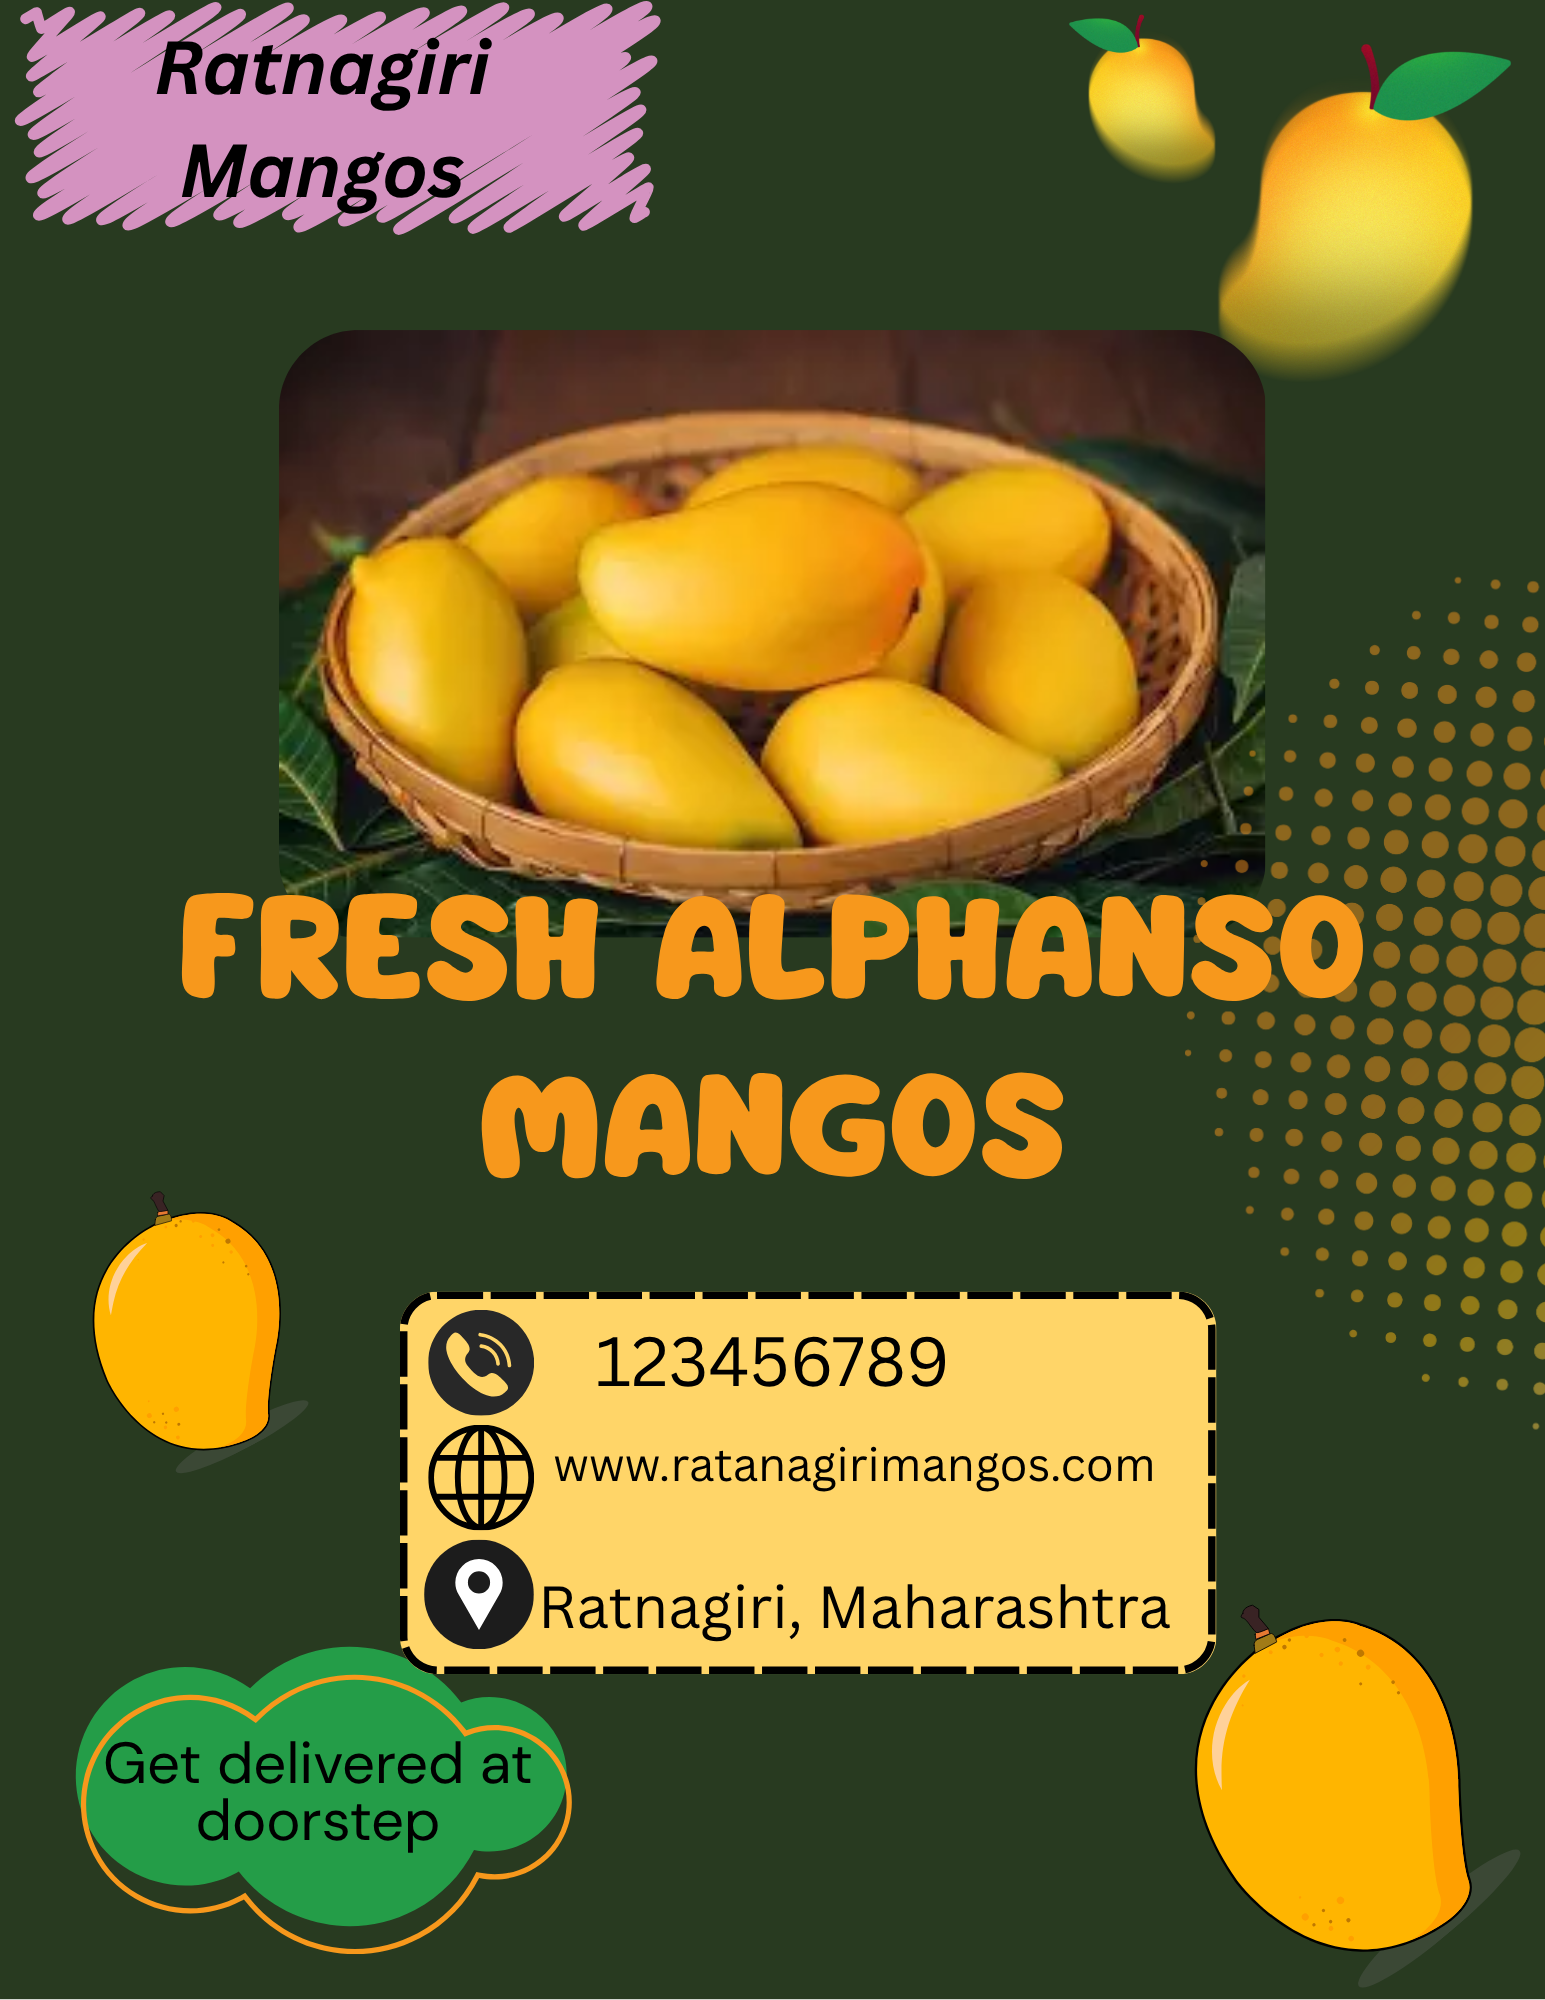 Ratnagiri
Mangos
FRESH ALPHANSO
MANGOS
123456789
www.ratanagirimangos.com
Ratnagiri, Maharashtra
Get delivered at
doorstep